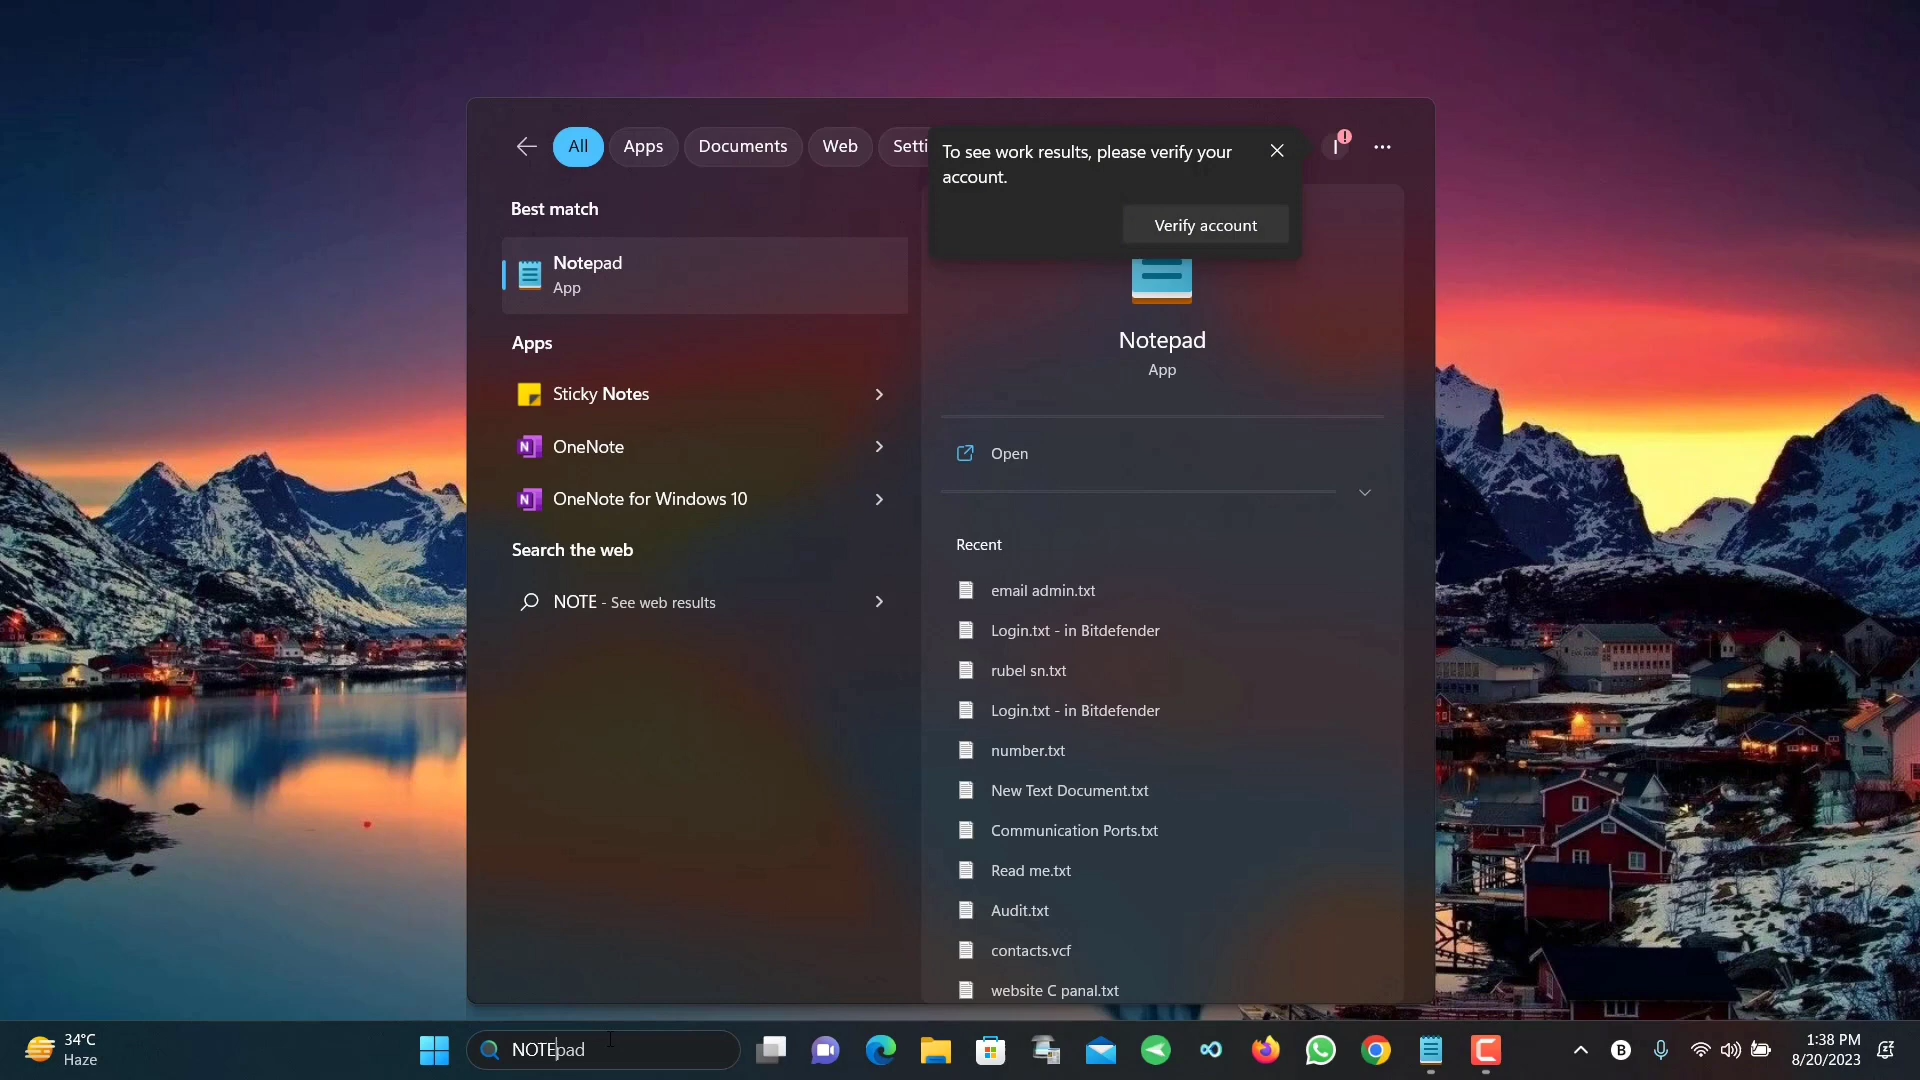 All
Apps
Documents
Web
Setti
To see work results, please verify your
account.
Verify account
Best match
Notepad
App
Apps
Sticky Notes
OneNote
OneNote for Windows 10
Search the web
NOTE - See web results
Notepad
App
Open
Recent
email admin.txt
Login.txt - in Bitdefender
rubel sn.txt
Login.txt - in Bitdefender
number.txt
New Text Document.txt
Communication Ports.txt
Read me.txt
Audit.txt
contacts.vcf
website C panal.txt
34°C
Haze
NOTEpad
1:38 PM
8/20/2023